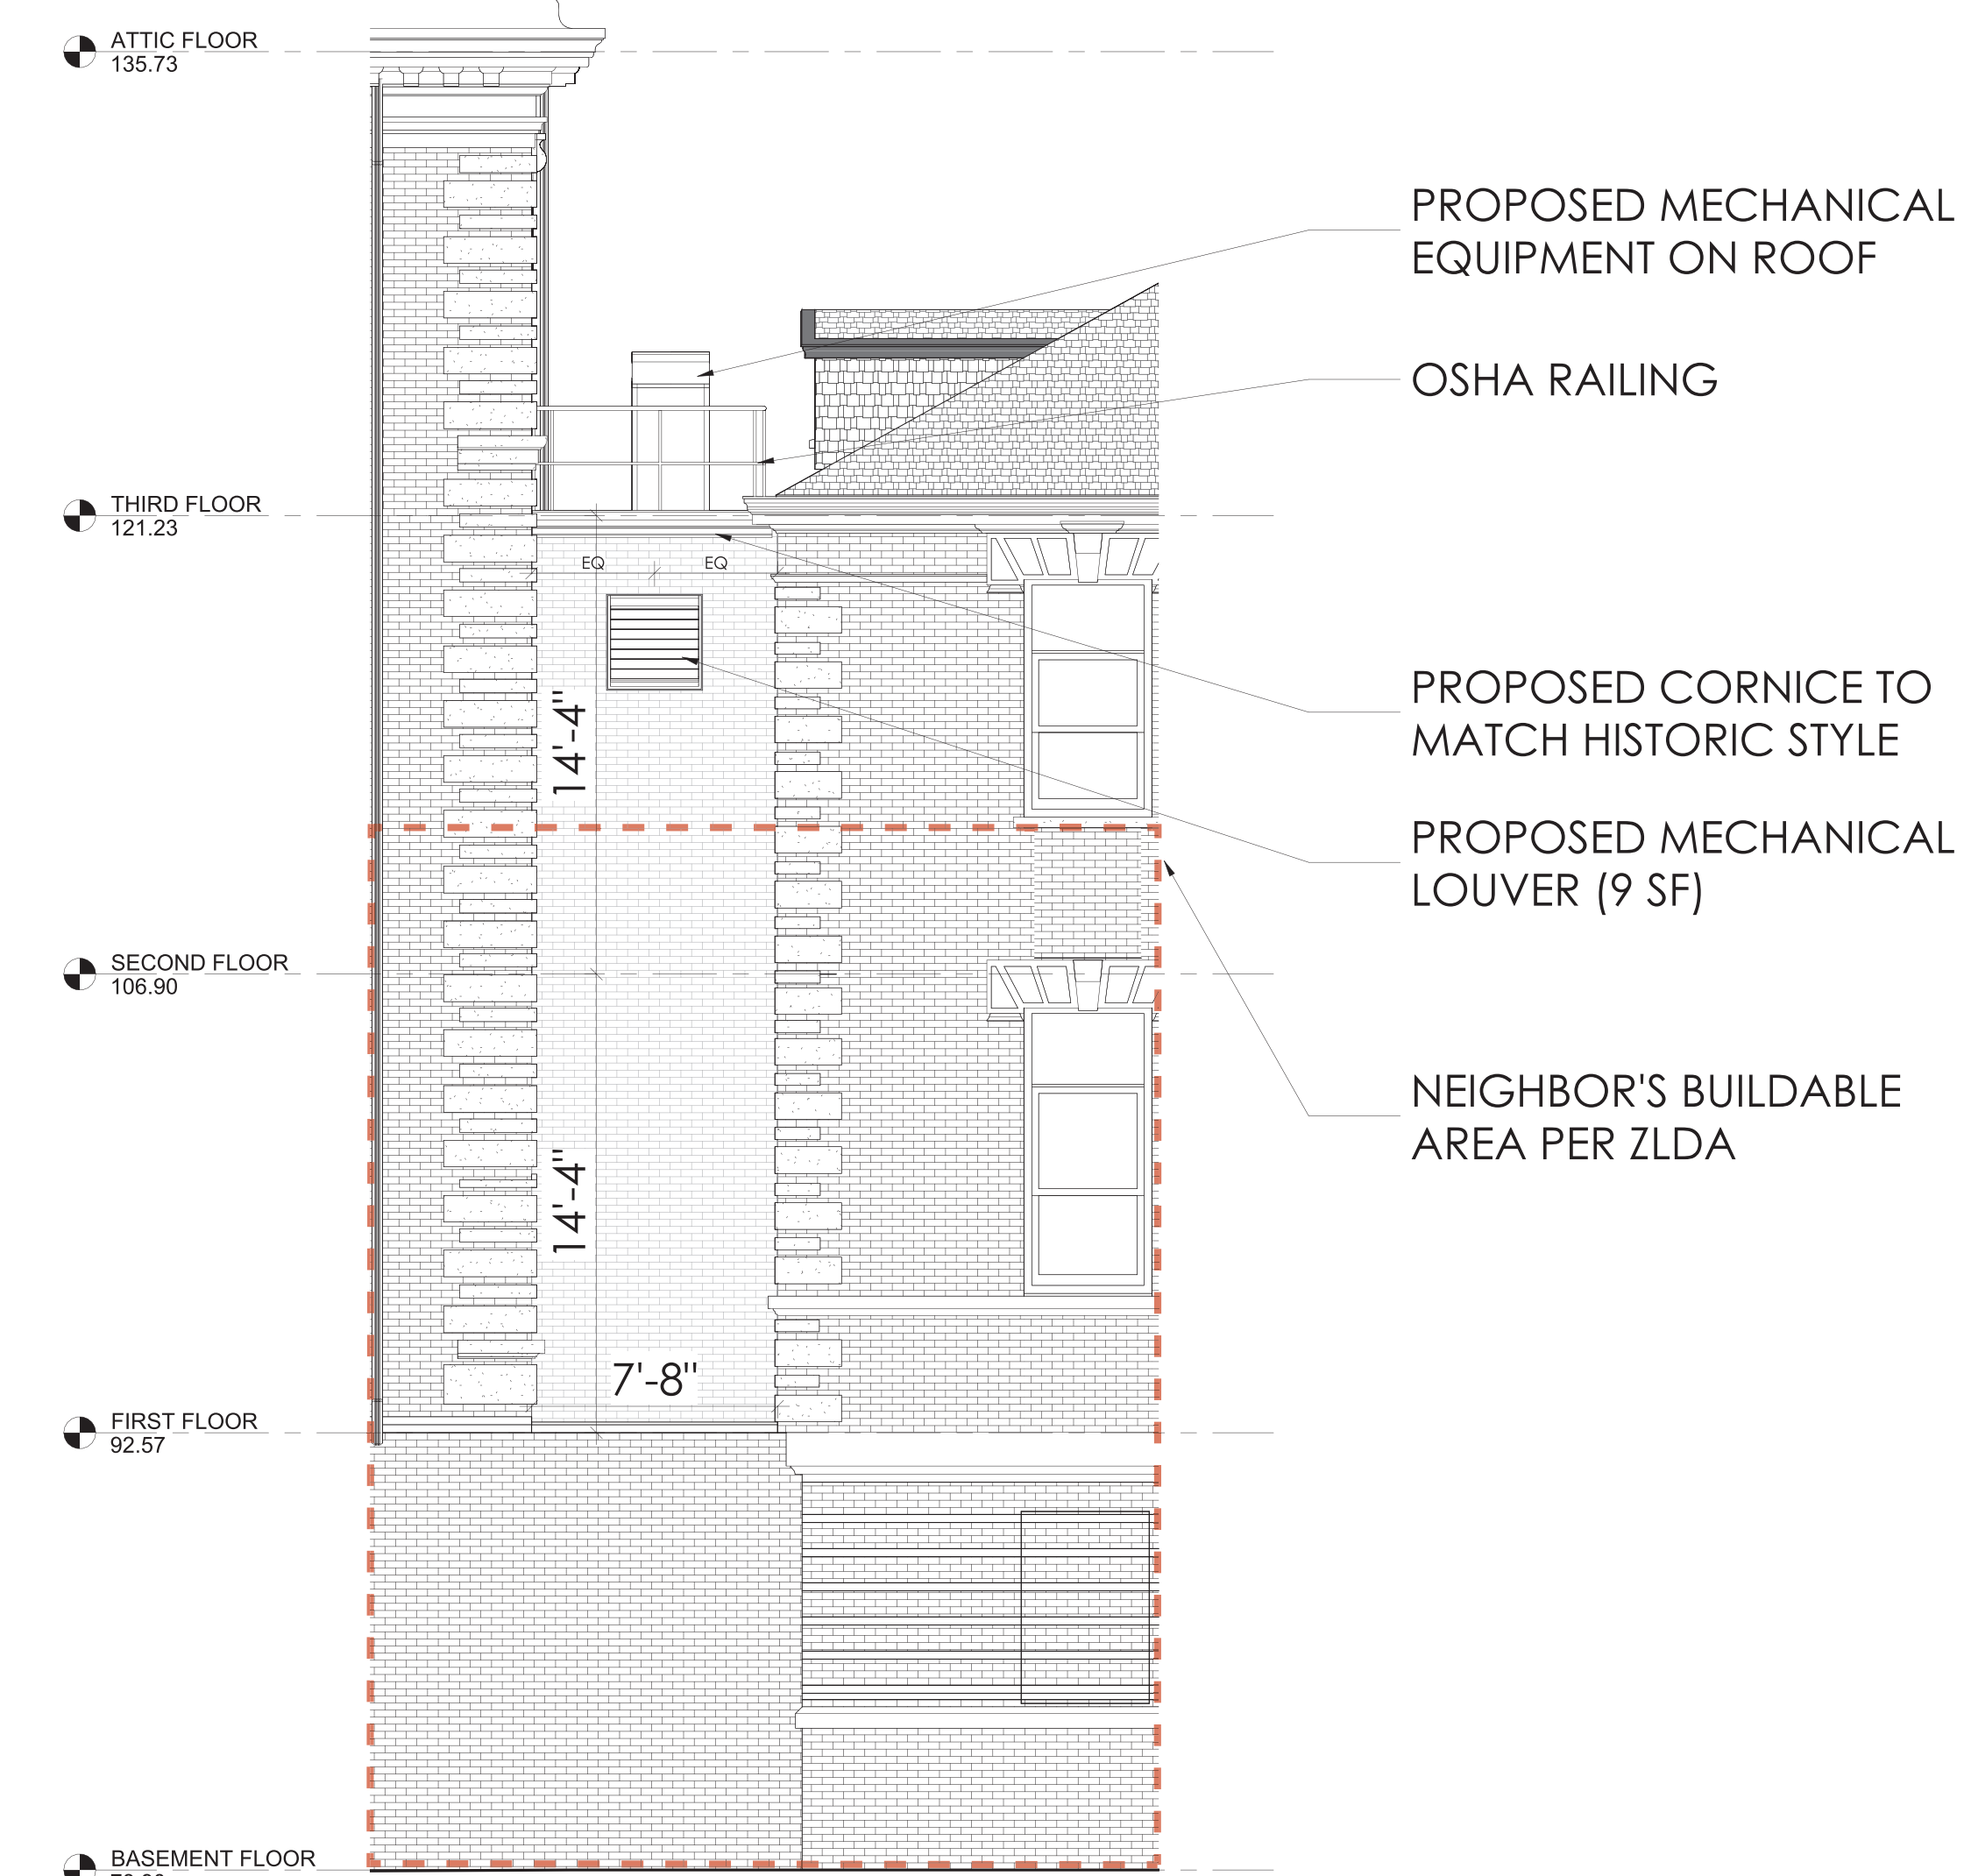 ATTIC FLOOR
135.73
PROPOSED MECHANICAL
EQUIPMENT ON ROOF
OSHA RAILING
THIRD FLOOR
121.23
EQ EQ
14'-4"
PROPOSED CORNICE TO
MATCH HISTORIC STYLE
PROPOSED MECHANICAL
LOUVER (9 SF)
SECOND FLOOR
106.90
NEIGHBOR'S BUILDABLE
AREA PER ZLDA
14'-4"
7'-8"
FIRST FLOOR
92.57
BASEMENT FLOOR